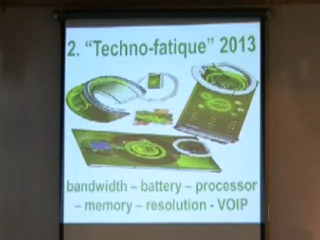 2. “Techno-fatique” 2013
bandwidth – battery – processor
– memory – resolution - VOIP